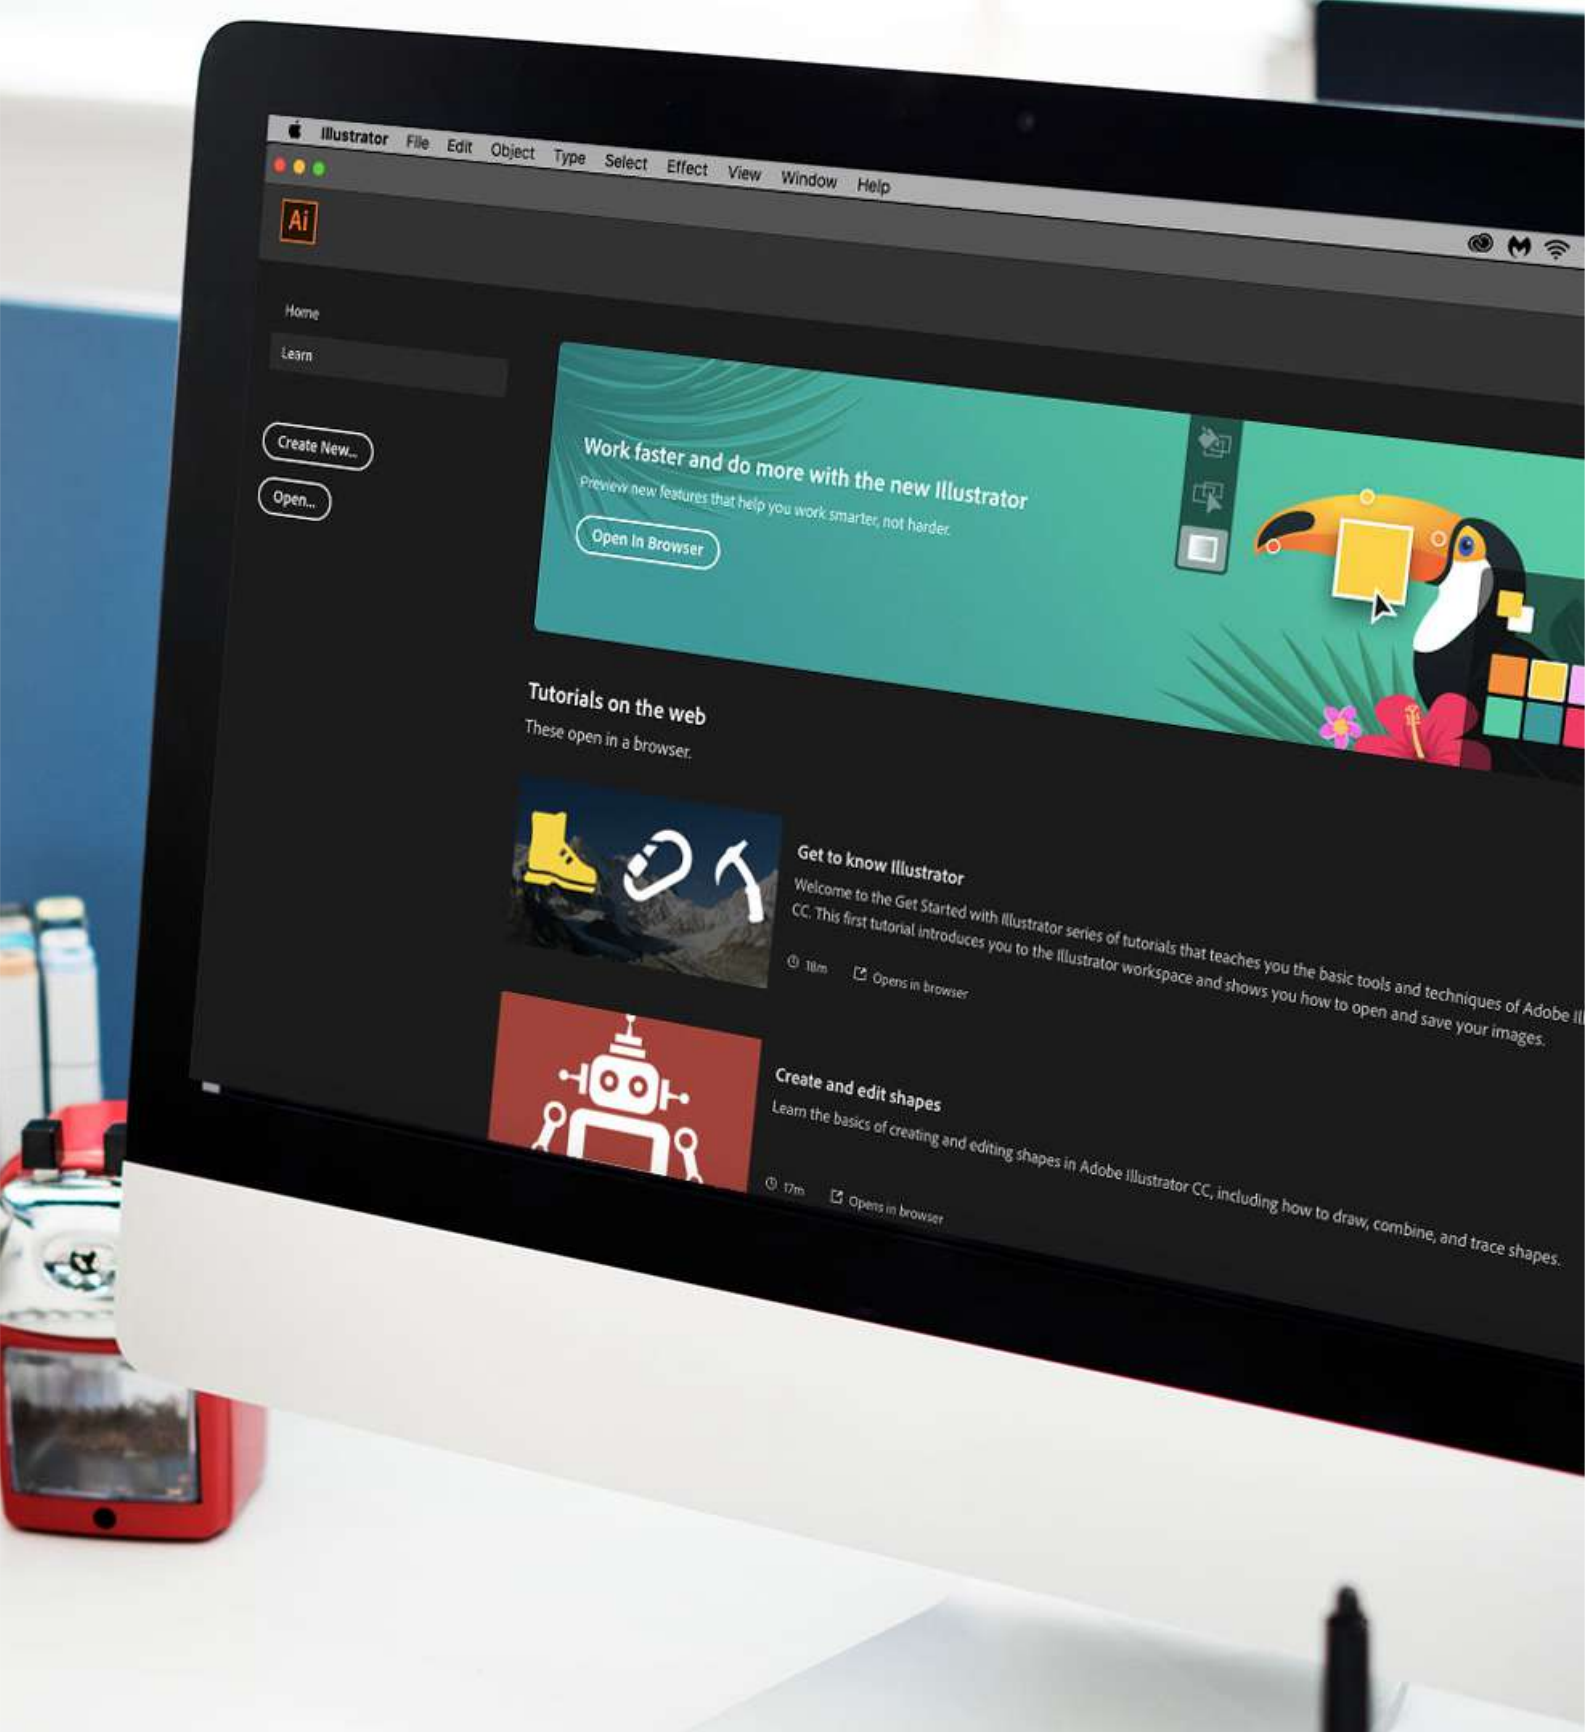 Illustrator File Edit Object Type Select Effect View Window Help
Ai
Home
Learn
Create New...
Open...
Work faster and do more with the new Illustrator
Preview new features that help you work smarter, not harder.
Open In Browser
Tutorials on the web
These open in a browser.
Get to know Illustrator
Welcome to the Get Started with Illustrator series of tutorials that teaches you the basic tools and techniques of Adobe Ill
CC. This first tutorial introduces you to the Illustrator workspace and shows you how to open and save your images.
18m Opens in browser
Create and edit shapes
Learn the basics of creating and editing shapes in Adobe Illustrator CC, including how to draw, combine, and trace shapes.
17m Opens in browser